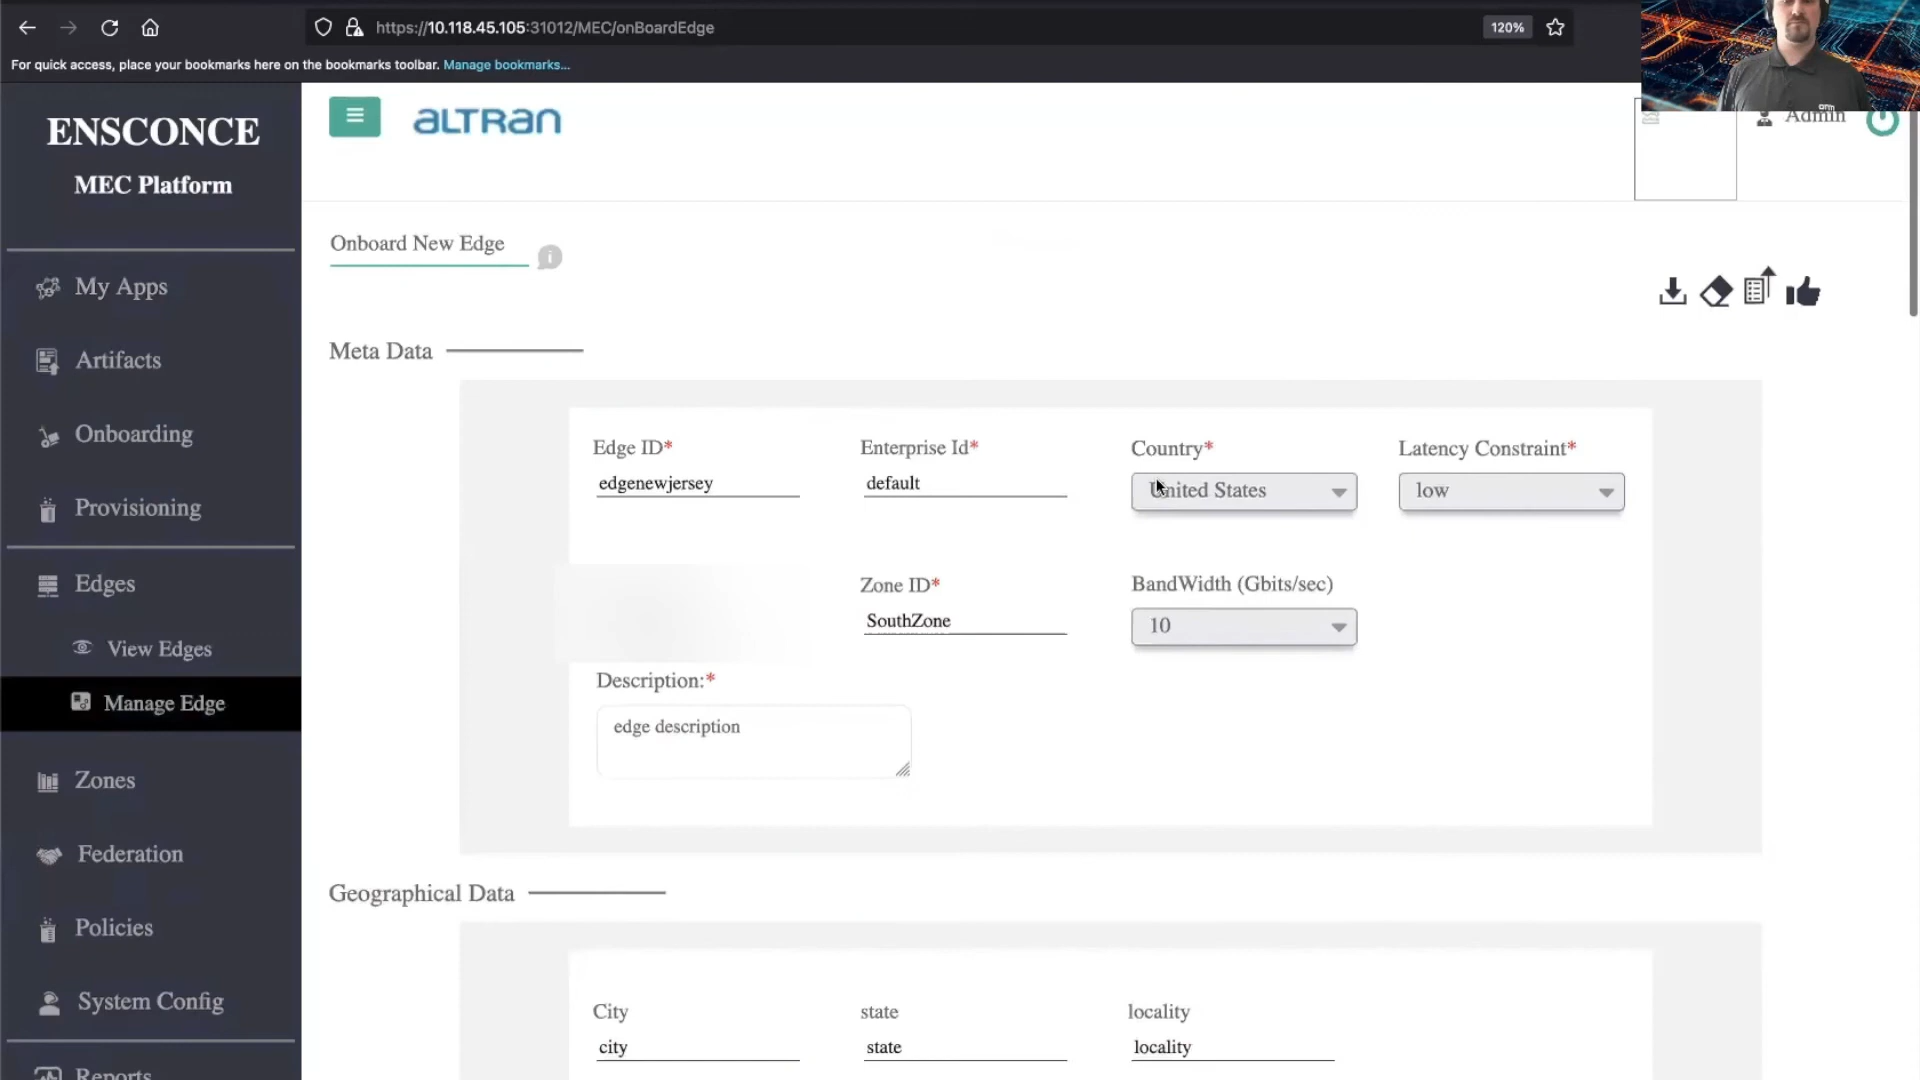 https://10.118.45.105:31012/MEC/onBoardEdge
120%
For quick access, place your bookmarks here on the bookmarks toolbar. Manage bookmarks...
ENSCONCE
MEC Platform
ALTRAN
Admin
My Apps
Artifacts
Onboarding
Provisioning
Edges
View Edges
Manage Edge
Zones
Federation
Policies
System Config
Reports
Onboard New Edge
Meta Data
Edge ID* Enterprise Id* Country* Latency Constraint*
edgenewjersey default United States low
Zone ID* BandWidth (Gbits/sec)
SouthZone 10
Description:*
edge description
Geographical Data
City state locality
city state locality